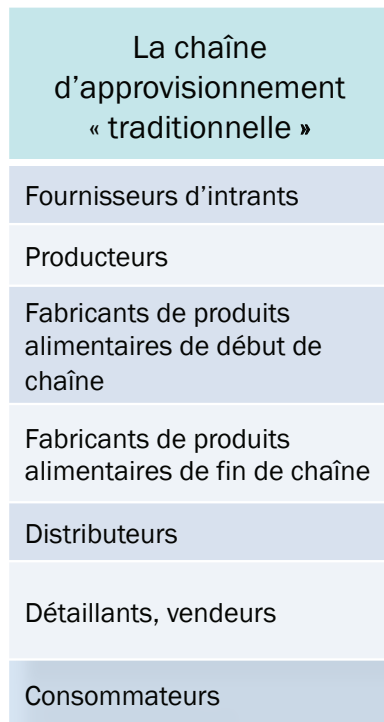 La chaîne
d’approvisionnement
« traditionnelle »
Fournisseurs d’intrants
Producteurs
Fabricants de produits
alimentaires de début de
chaîne
Fabricants de produits
alimentaires de fin de chaîne
Distributeurs
Détaillants, vendeurs
Consommateurs